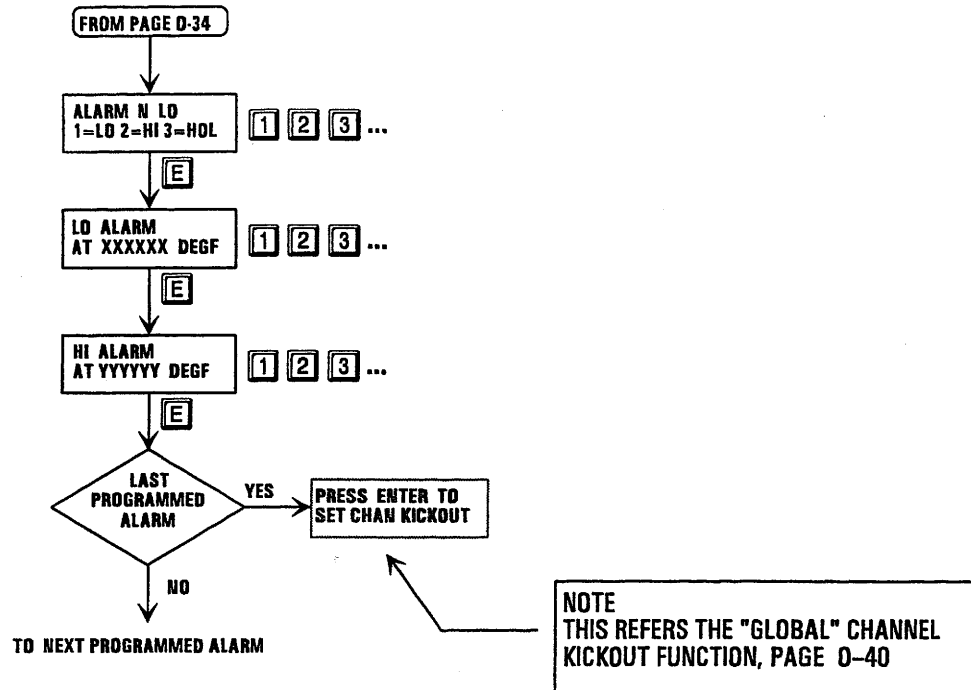 FROM PAGE D-34
ALARM N LO
1=LO 2=HI 3=HOL
1 2 3 ...
E
LO ALARM
AT XXXXXX DEGF
1 2 3 ...
E
HI ALARM
AT YYYYYY DEGF
1 2 3 ...
E
LAST
PROGRAMMED
ALARM
YES
PRESS ENTER TO
SET CHAN KICKOUT
NO
TO NEXT PROGRAMMED ALARM
NOTE
THIS REFERS THE "GLOBAL" CHANNEL
KICKOUT FUNCTION, PAGE D-40